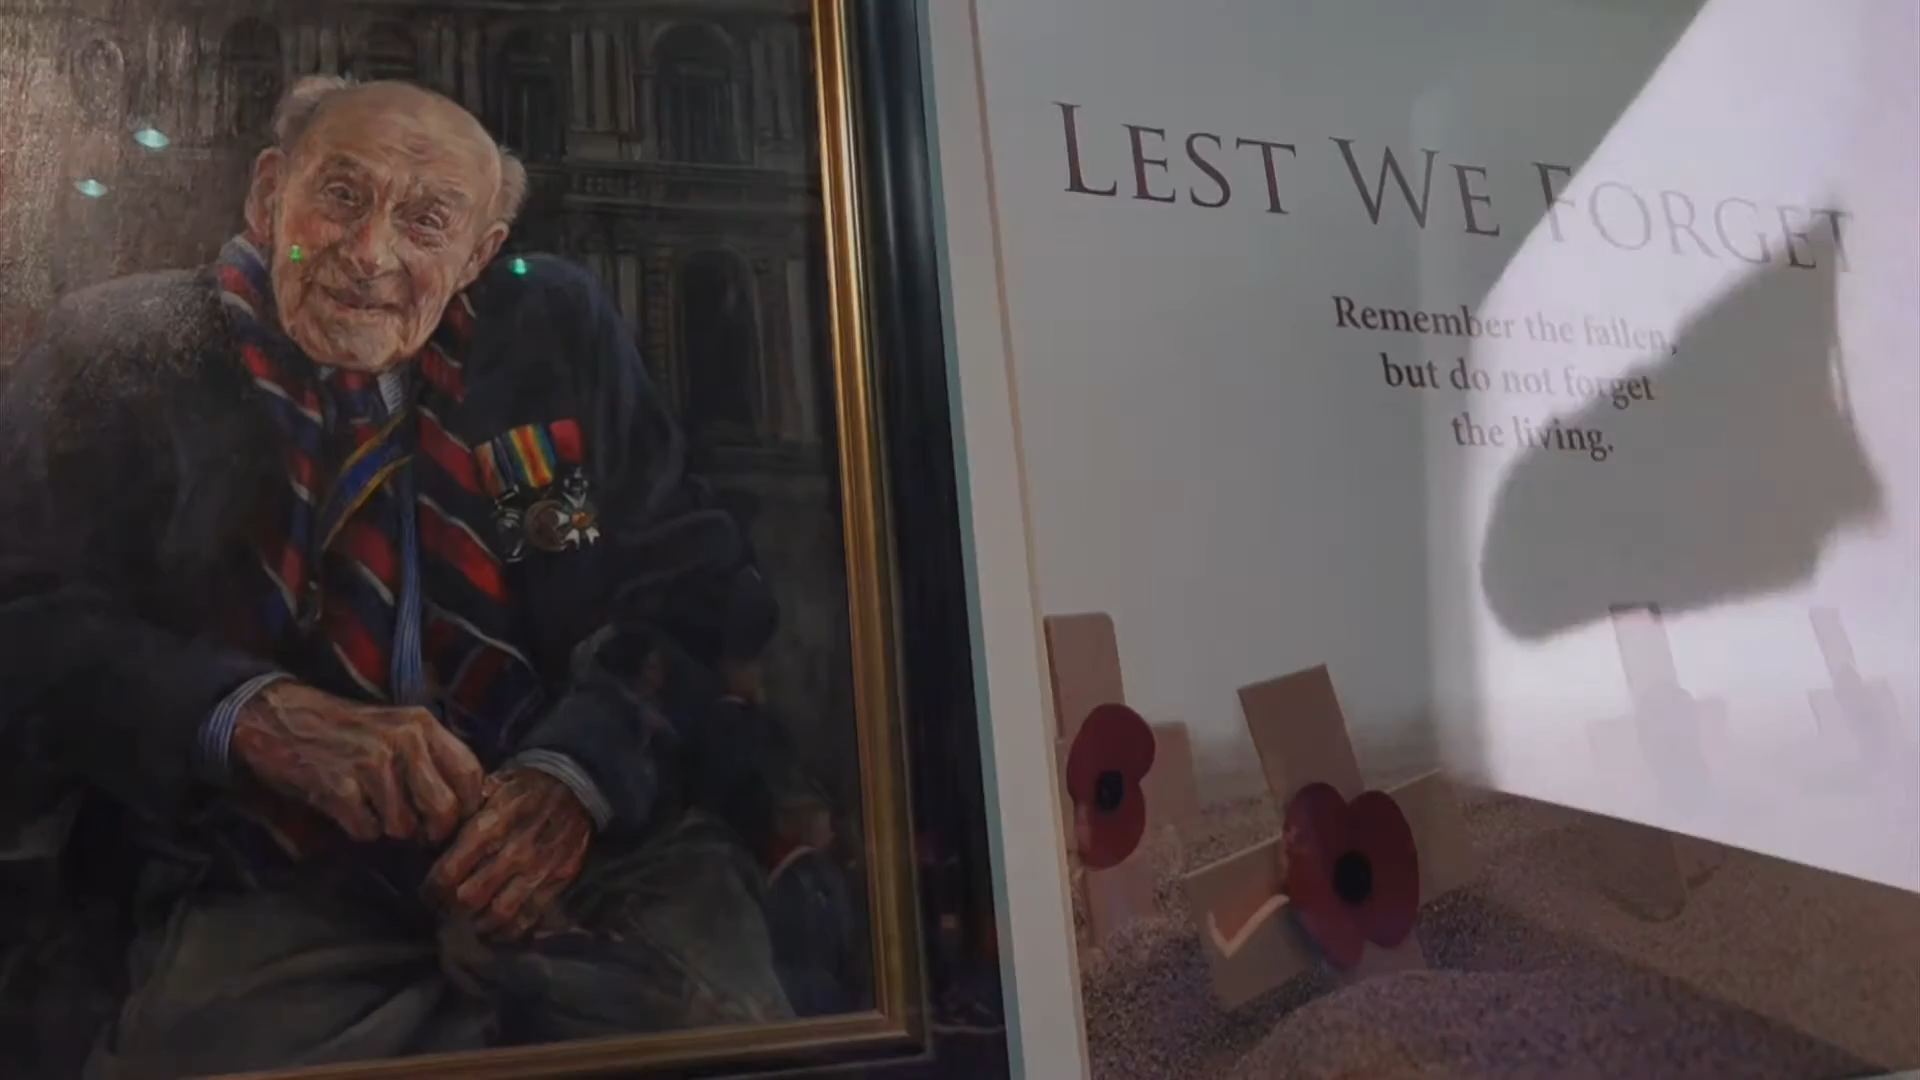 LEST WE FORGET
Remember the fallen,
but do not forget
the living.